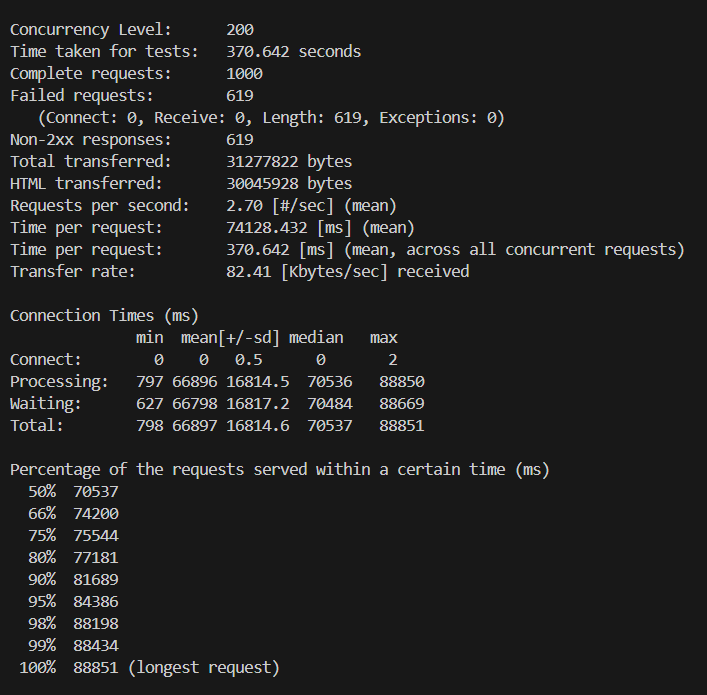 Concurrency Level:      200
Time taken for tests:   370.642 seconds
Complete requests:      1000
Failed requests:        619
   (Connect: 0, Receive: 0, Length: 619, Exceptions: 0)
Non-2xx responses:      619
Total transferred:      31277822 bytes
HTML transferred:       30045928 bytes
Requests per second:    2.70 [#/sec] (mean)
Time per request:       74128.432 [ms] (mean)
Time per request:       370.642 [ms] (mean, across all concurrent requests)
Transfer rate:          82.41 [Kbytes/sec] received

Connection Times (ms)
              min  mean[+/-sd] median   max
Connect:        0    0   0.5      0       2
Processing:   797 66896 16814.5  70536   88850
Waiting:      627 66798 16817.2  70484   88669
Total:        798 66897 16814.6  70537   88851

Percentage of the requests served within a certain time (ms)
  50%  70537
  66%  74200
  75%  75544
  80%  77181
  90%  81689
  95%  84386
  98%  88198
  99%  88434
 100%  88851 (longest request)